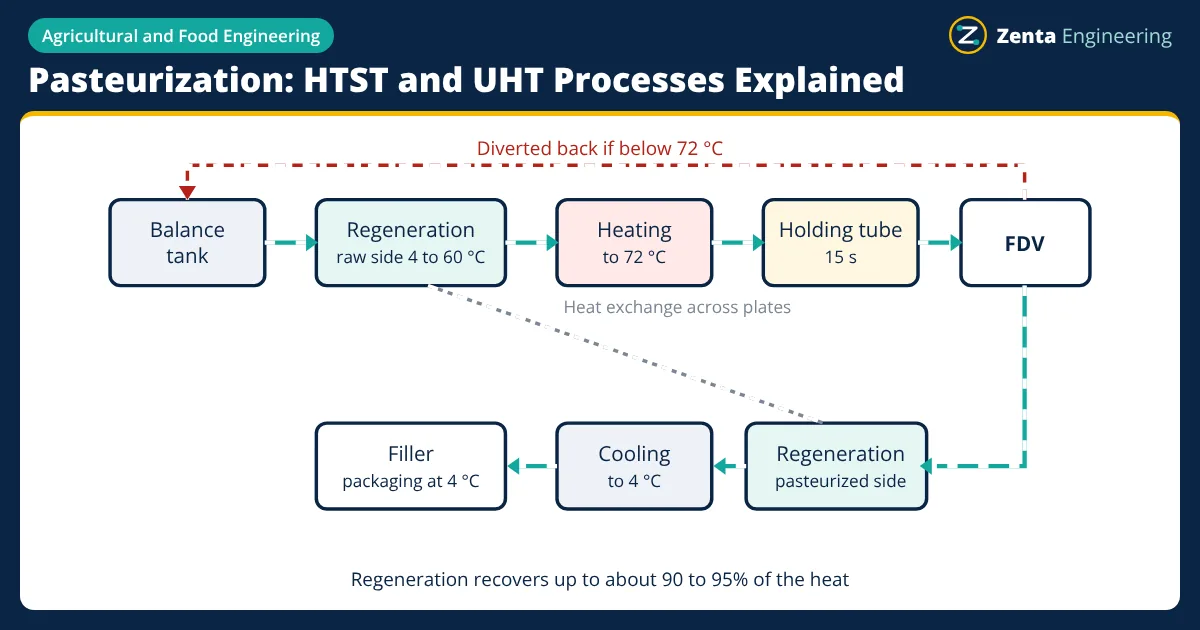 Agricultural and Food Engineering
Zenta Engineering
Pasteurization: HTST and UHT Processes Explained
Diverted back if below 72 °C
Balance
tank
Regeneration
raw side 4 to 60 °C
Heating
to 72 °C
Holding tube
15 s
FDV
Heat exchange across plates
Filler
packaging at 4 °C
Cooling
to 4 °C
Regeneration
pasteurized side
Regeneration recovers up to about 90 to 95% of the heat